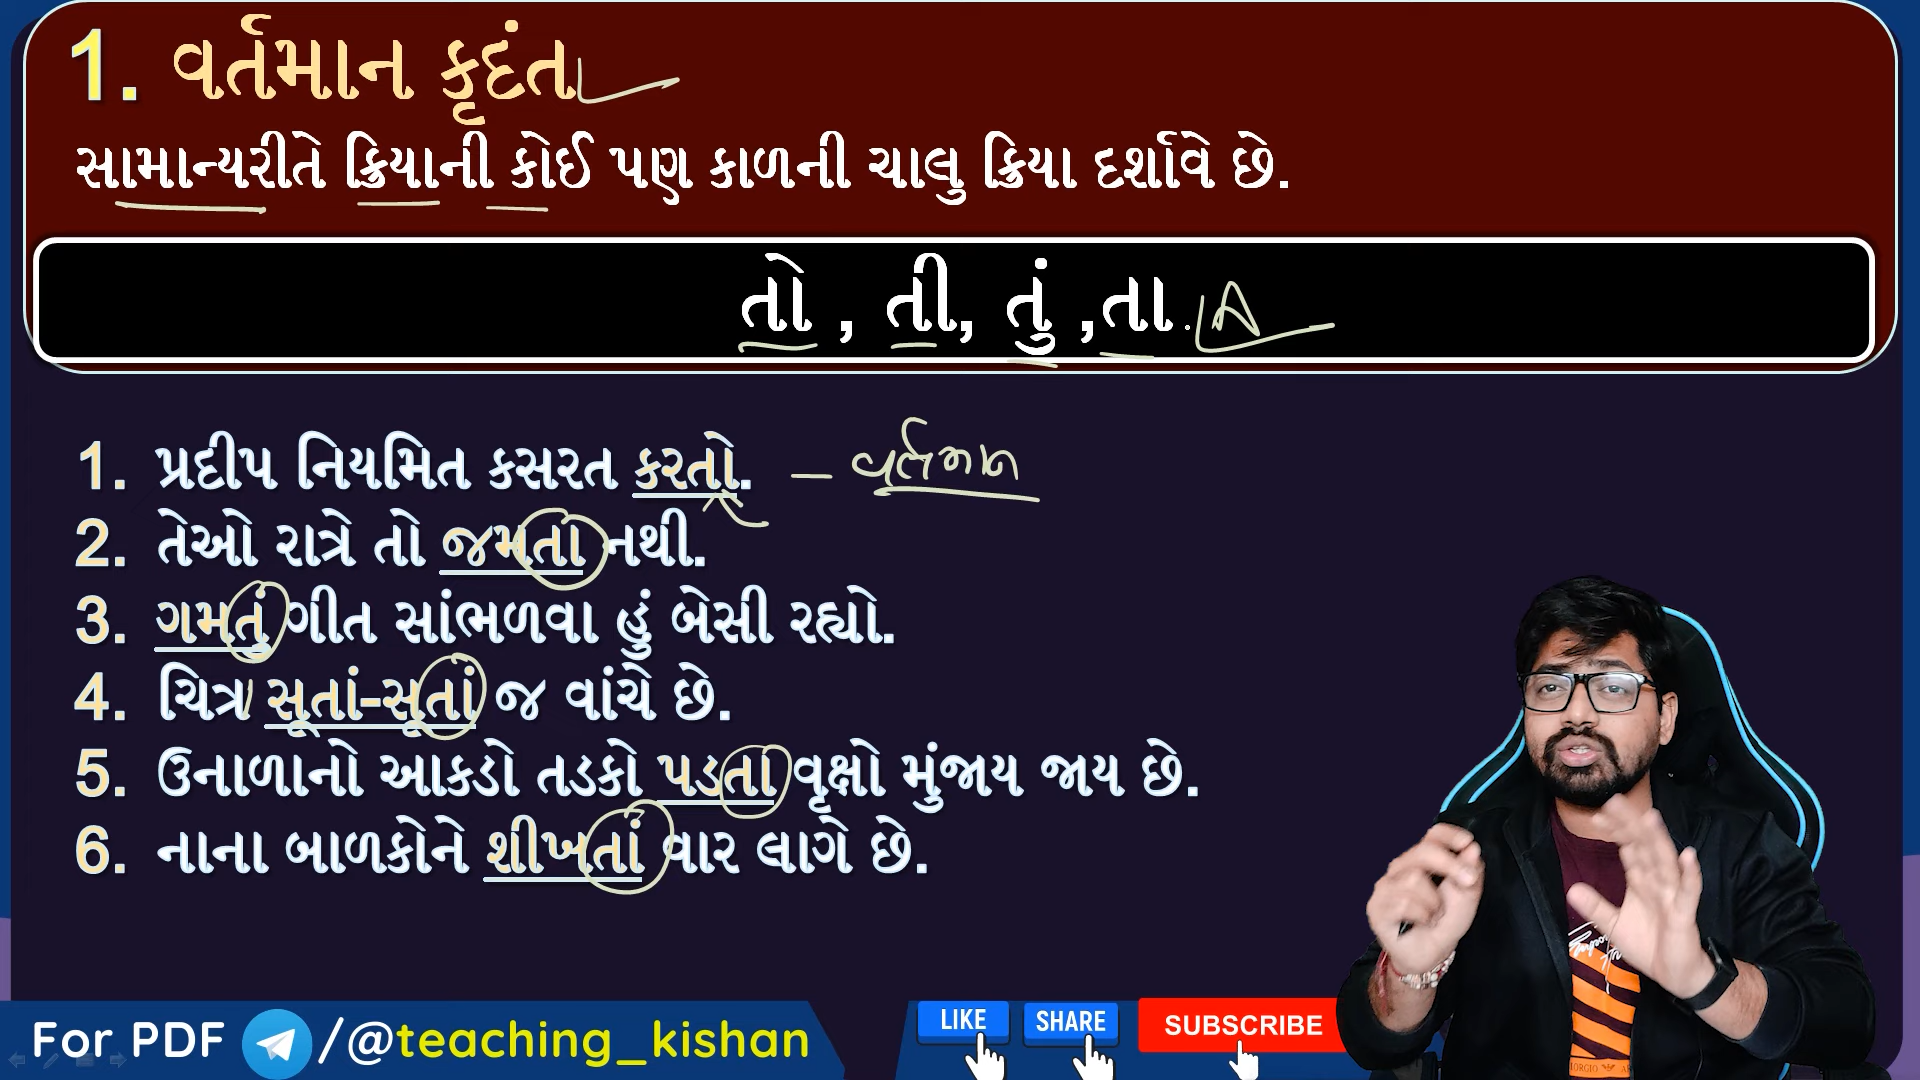 1. વર્તમાન કૃદંત
સામાન્યરીતે ક્રિયાની કોઈ પણ કાળની ચાલુ ક્રિયા દર્શાવે છે.
તો , તી, તું ,તા.
1. પ્રદીપ નિયમિત કસરત કરતો. – વર્તમાન
2. તેઓ રાત્રે તો જમતા નથી.
3. ગમતું ગીત સાંભળવા હું બેસી રહ્યો.
4. ચિત્રા સૂતાં-સૂતાં જ વાંચે છે.
5. ઉનાળાનો આકડો તડકો પડતા વૃક્ષો મુંજાય જાય છે.
6. નાના બાળકોને શીખતાં વાર લાગે છે.
For PDF /@teaching_kishan
LIKE SHARE SUBSCRIBE